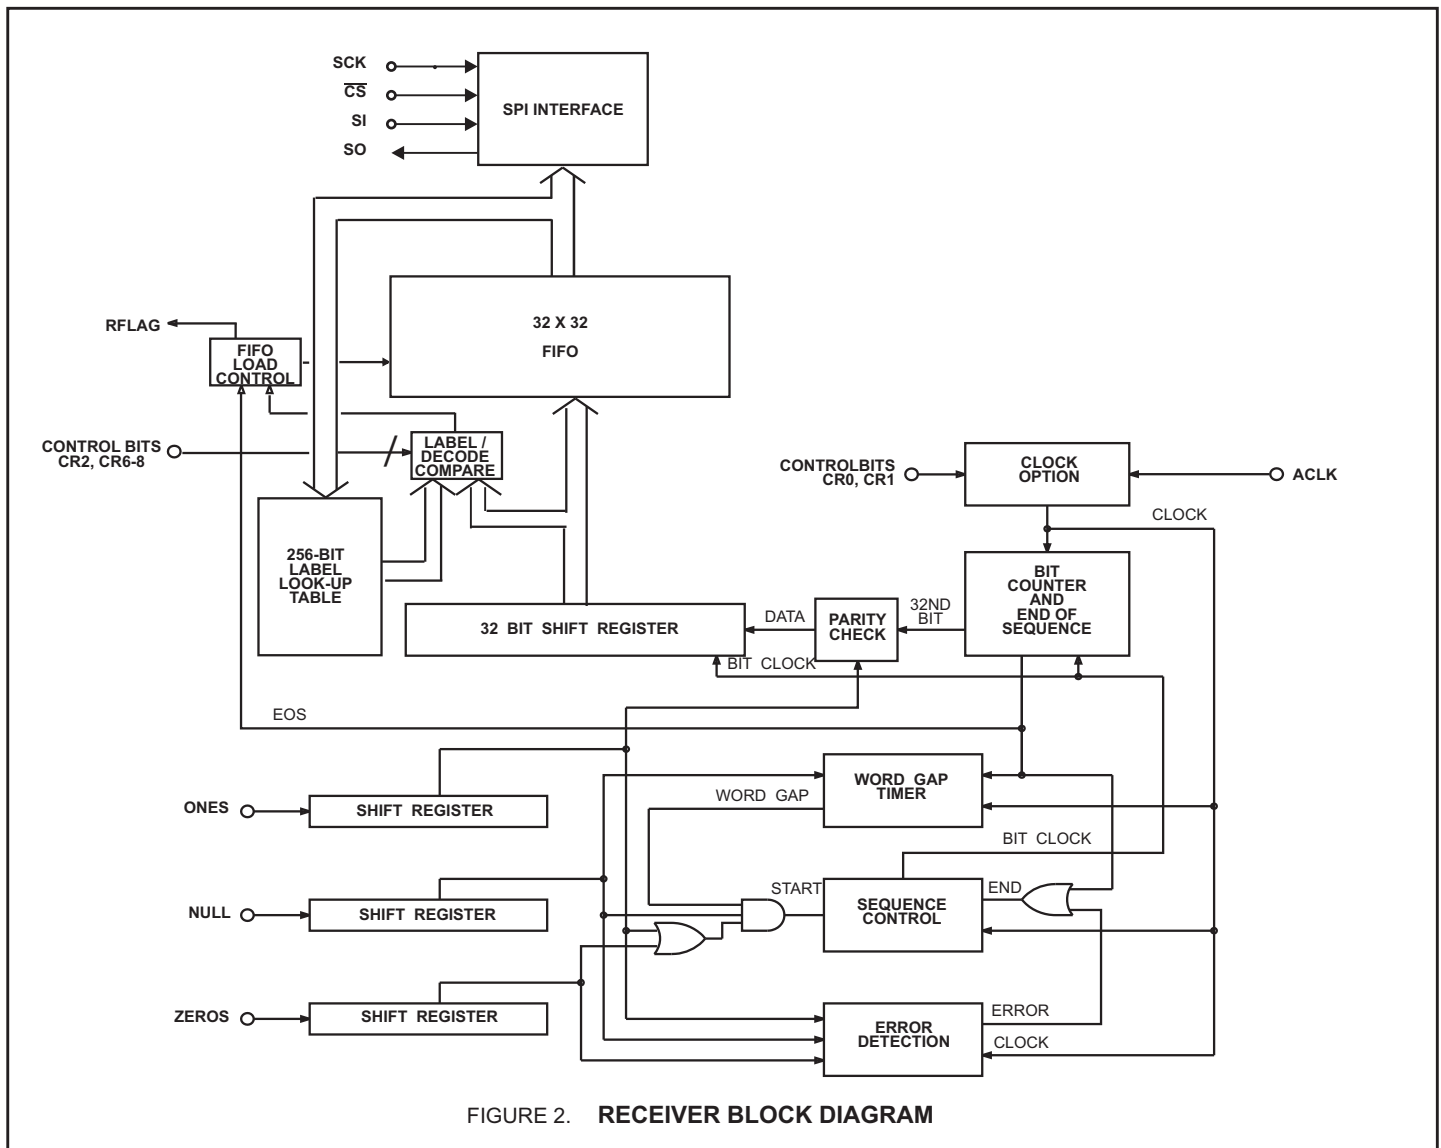 SCK
CS
SI
SO
SPI INTERFACE
32 X 32
FIFO
RFLAG
FIFO
LOAD
CONTROL
CONTROL BITS
CR2, CR6-8
LABEL /
DECODE
COMPARE
CONTROLBITS
CR0, CR1
CLOCK
OPTION
ACLK
CLOCK
256-BIT
LABEL
LOOK-UP
TABLE
BIT
COUNTER
AND
END OF
SEQUENCE
32 BIT SHIFT REGISTER
DATA
PARITY
CHECK
32ND
BIT
BIT CLOCK
EOS
WORD GAP
TIMER
WORD GAP
ONES
SHIFT REGISTER
BIT CLOCK
NULL
SHIFT REGISTER
START
SEQUENCE
CONTROL
END
ZEROS
SHIFT REGISTER
ERROR
DETECTION
ERROR
CLOCK
FIGURE 2. RECEIVER BLOCK DIAGRAM